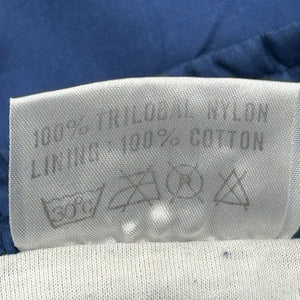 100% TRILOBAL NYLON
LINING : 100% COTTON
30°C